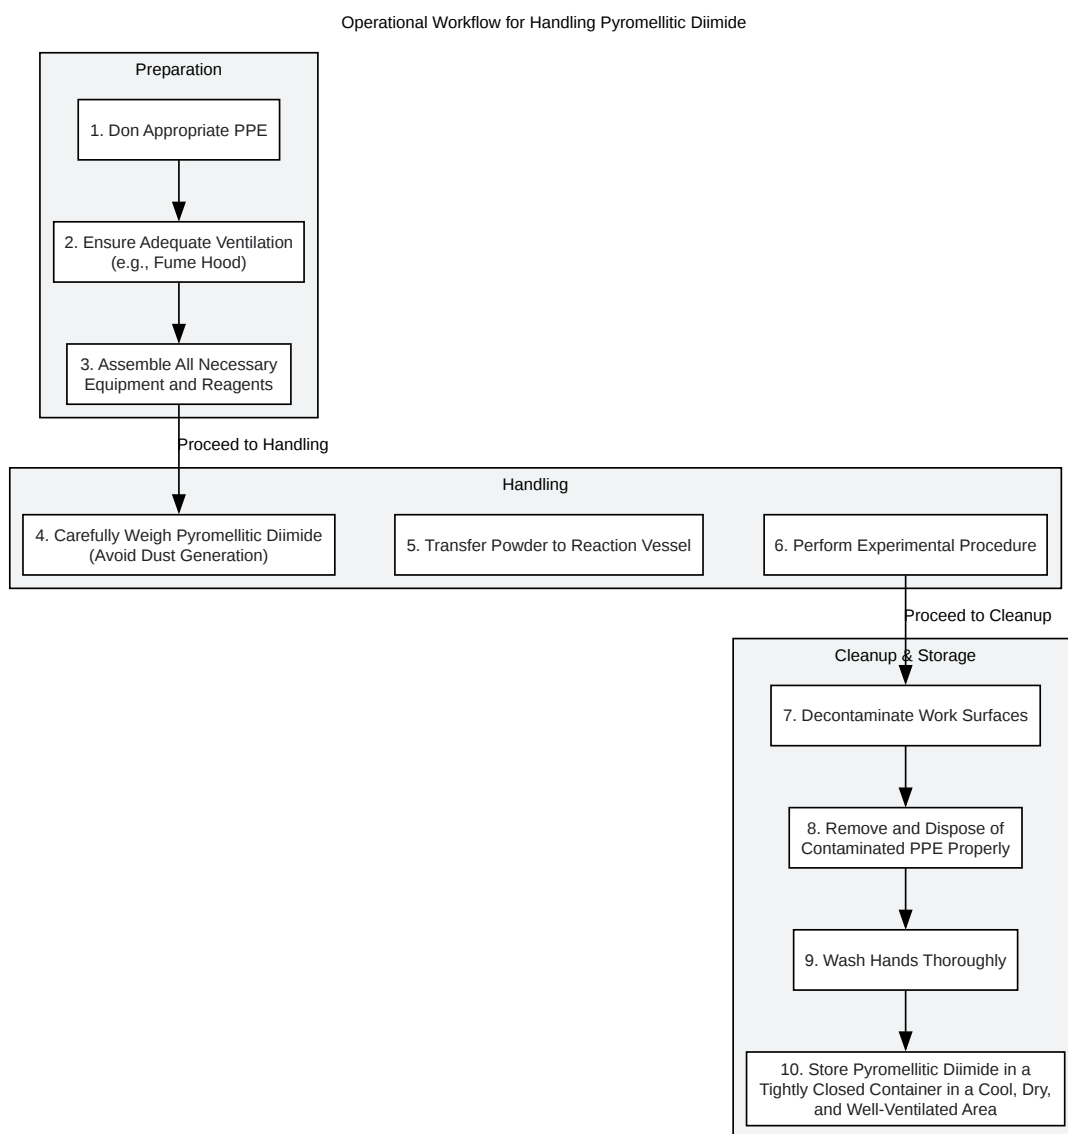 Operational Workflow for Handling Pyromellitic Diimide
Preparation
1. Don Appropriate PPE
2. Ensure Adequate Ventilation
(e.g., Fume Hood)
3. Assemble All Necessary
Equipment and Reagents
Proceed to Handling
Handling
4. Carefully Weigh Pyromellitic Diimide
(Avoid Dust Generation)
5. Transfer Powder to Reaction Vessel
6. Perform Experimental Procedure
Proceed to Cleanup
Cleanup & Storage
7. Decontaminate Work Surfaces
8. Remove and Dispose of
Contaminated PPE Properly
9. Wash Hands Thoroughly
10. Store Pyromellitic Diimide in a
Tightly Closed Container in a Cool, Dry,
and Well-Ventilated Area